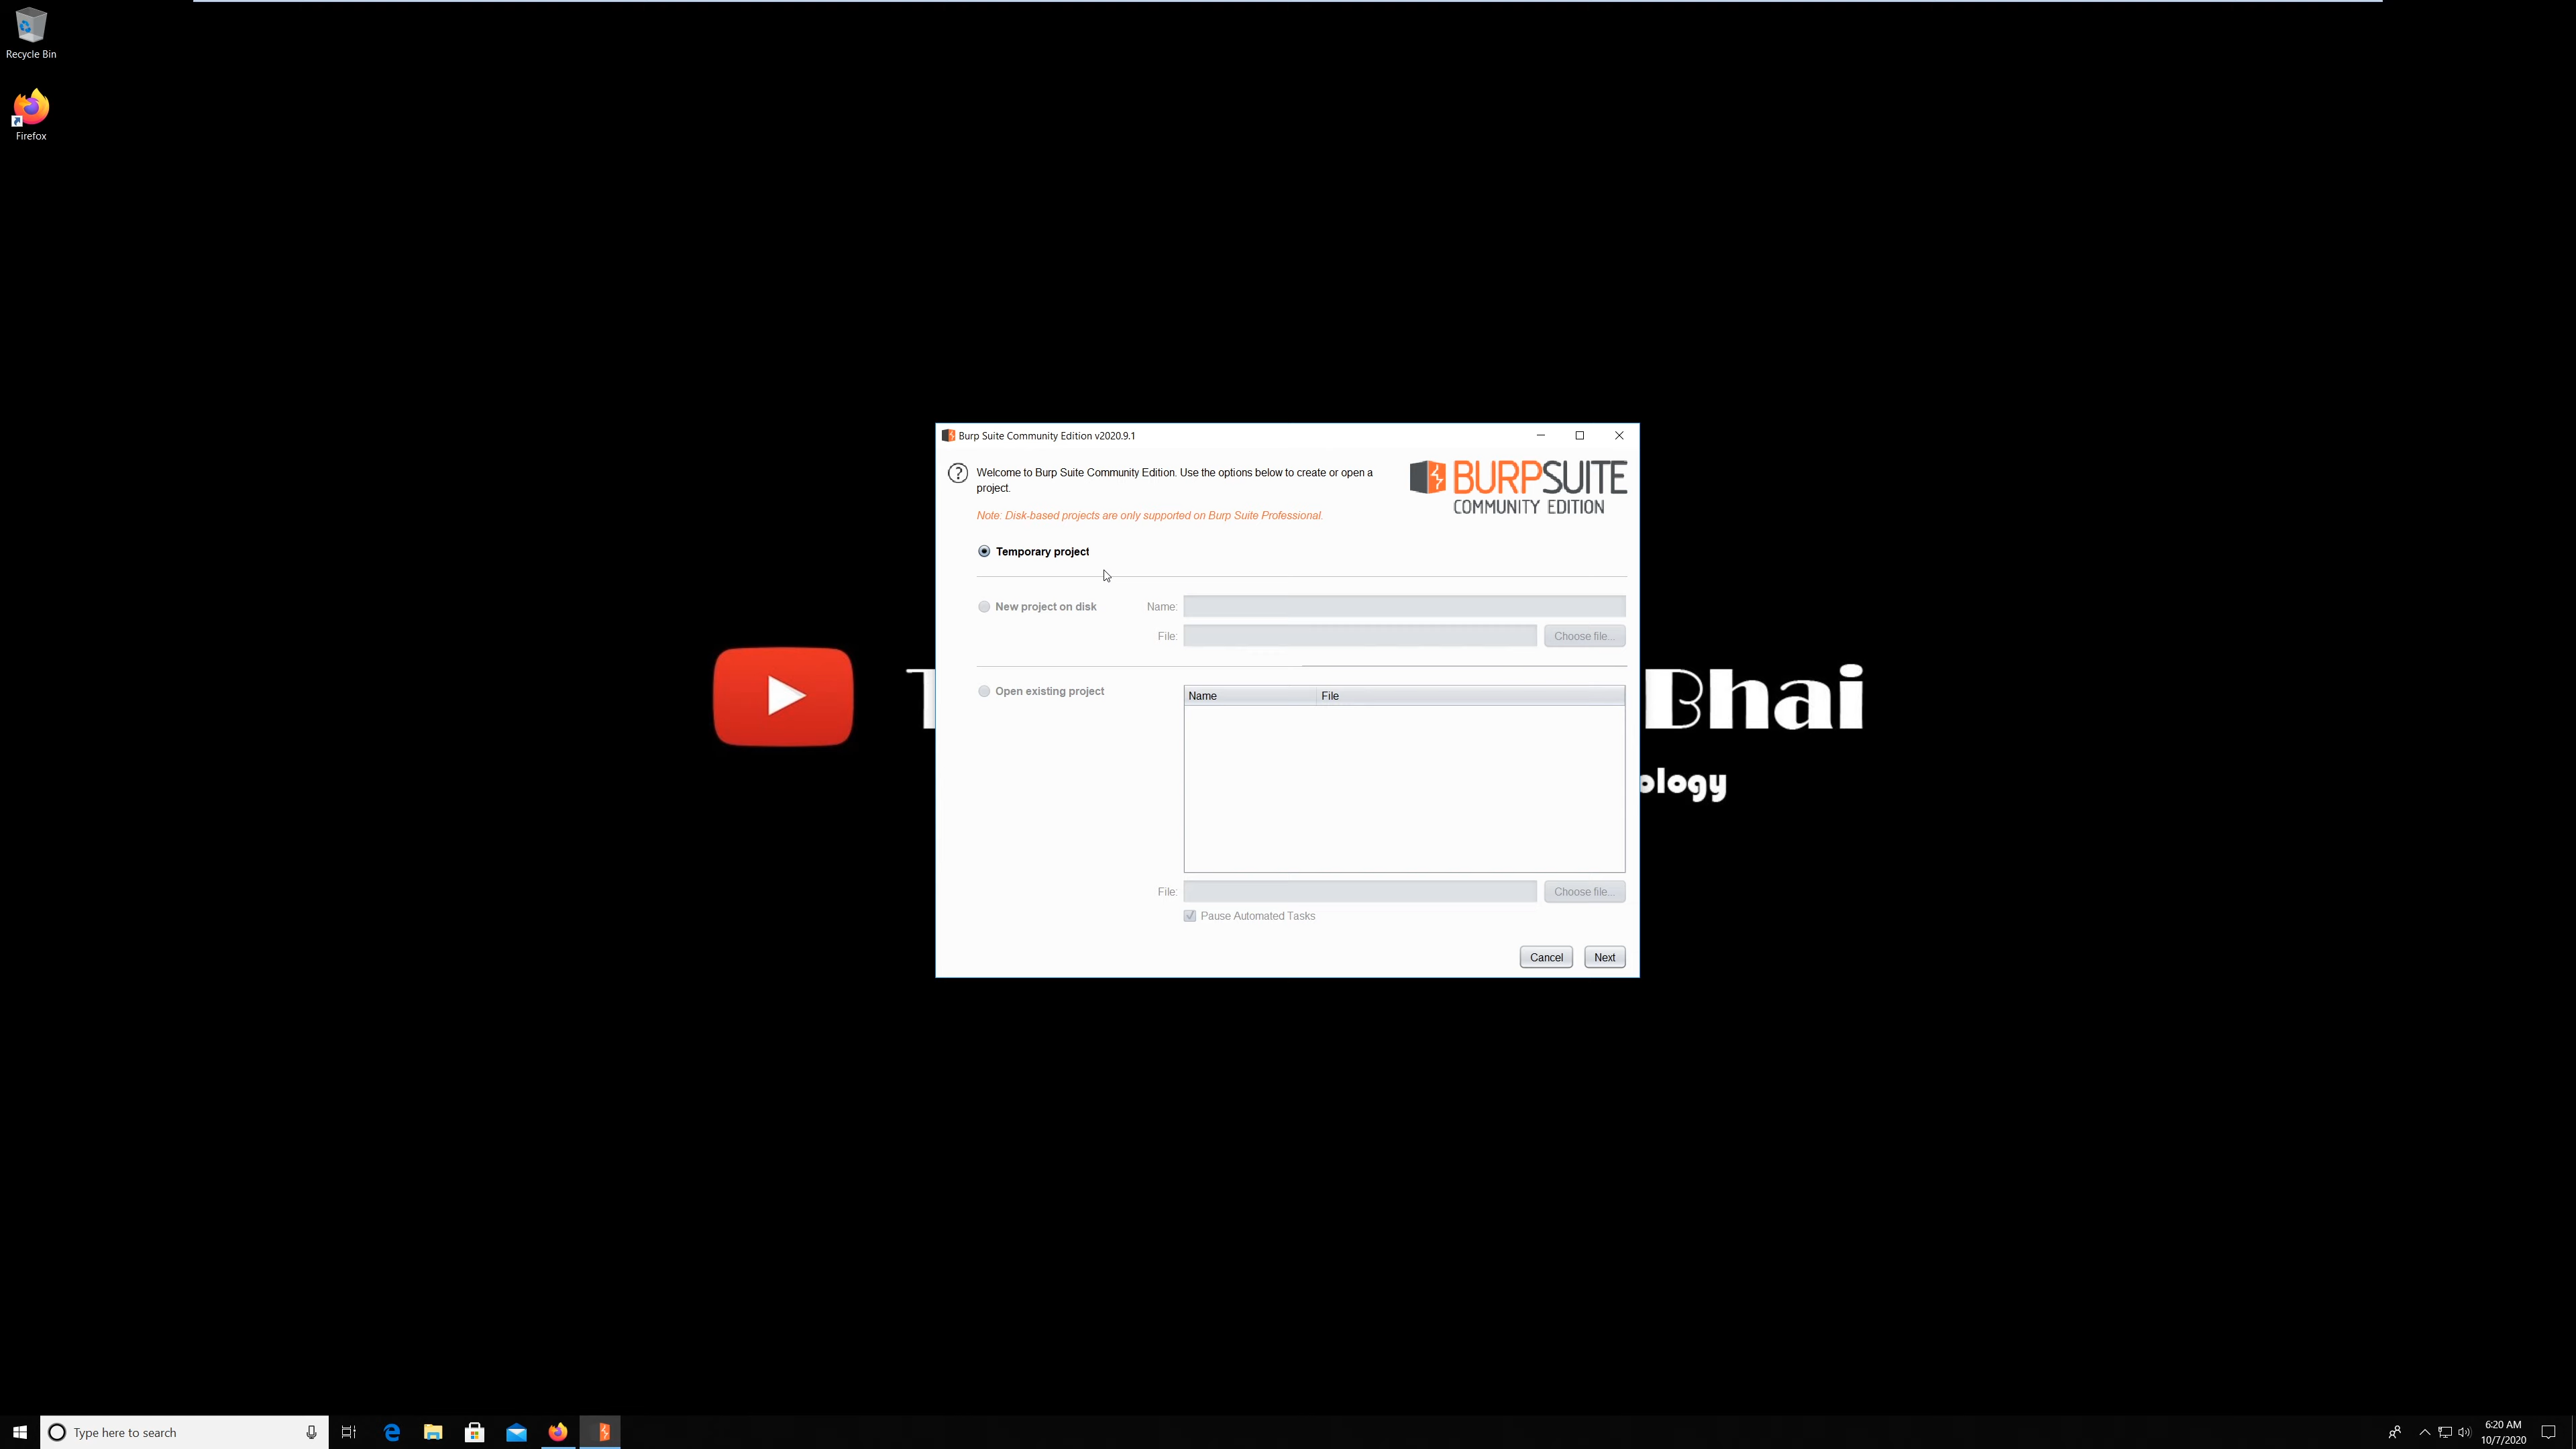 Recycle Bin
Firefox
Burp Suite Community Edition v2020.9.1
Welcome to Burp Suite Community Edition. Use the options below to create or open a
project.
BURPSUITE
COMMUNITY EDITION
Note: Disk-based projects are only supported on Burp Suite Professional.
Temporary project
New project on disk
Name:
File:
Choose file...
Open existing project
Name
File
Bhai
ology
File:
Choose file...
Pause Automated Tasks
Cancel
Next
Type here to search
6:20 AM
10/7/2020